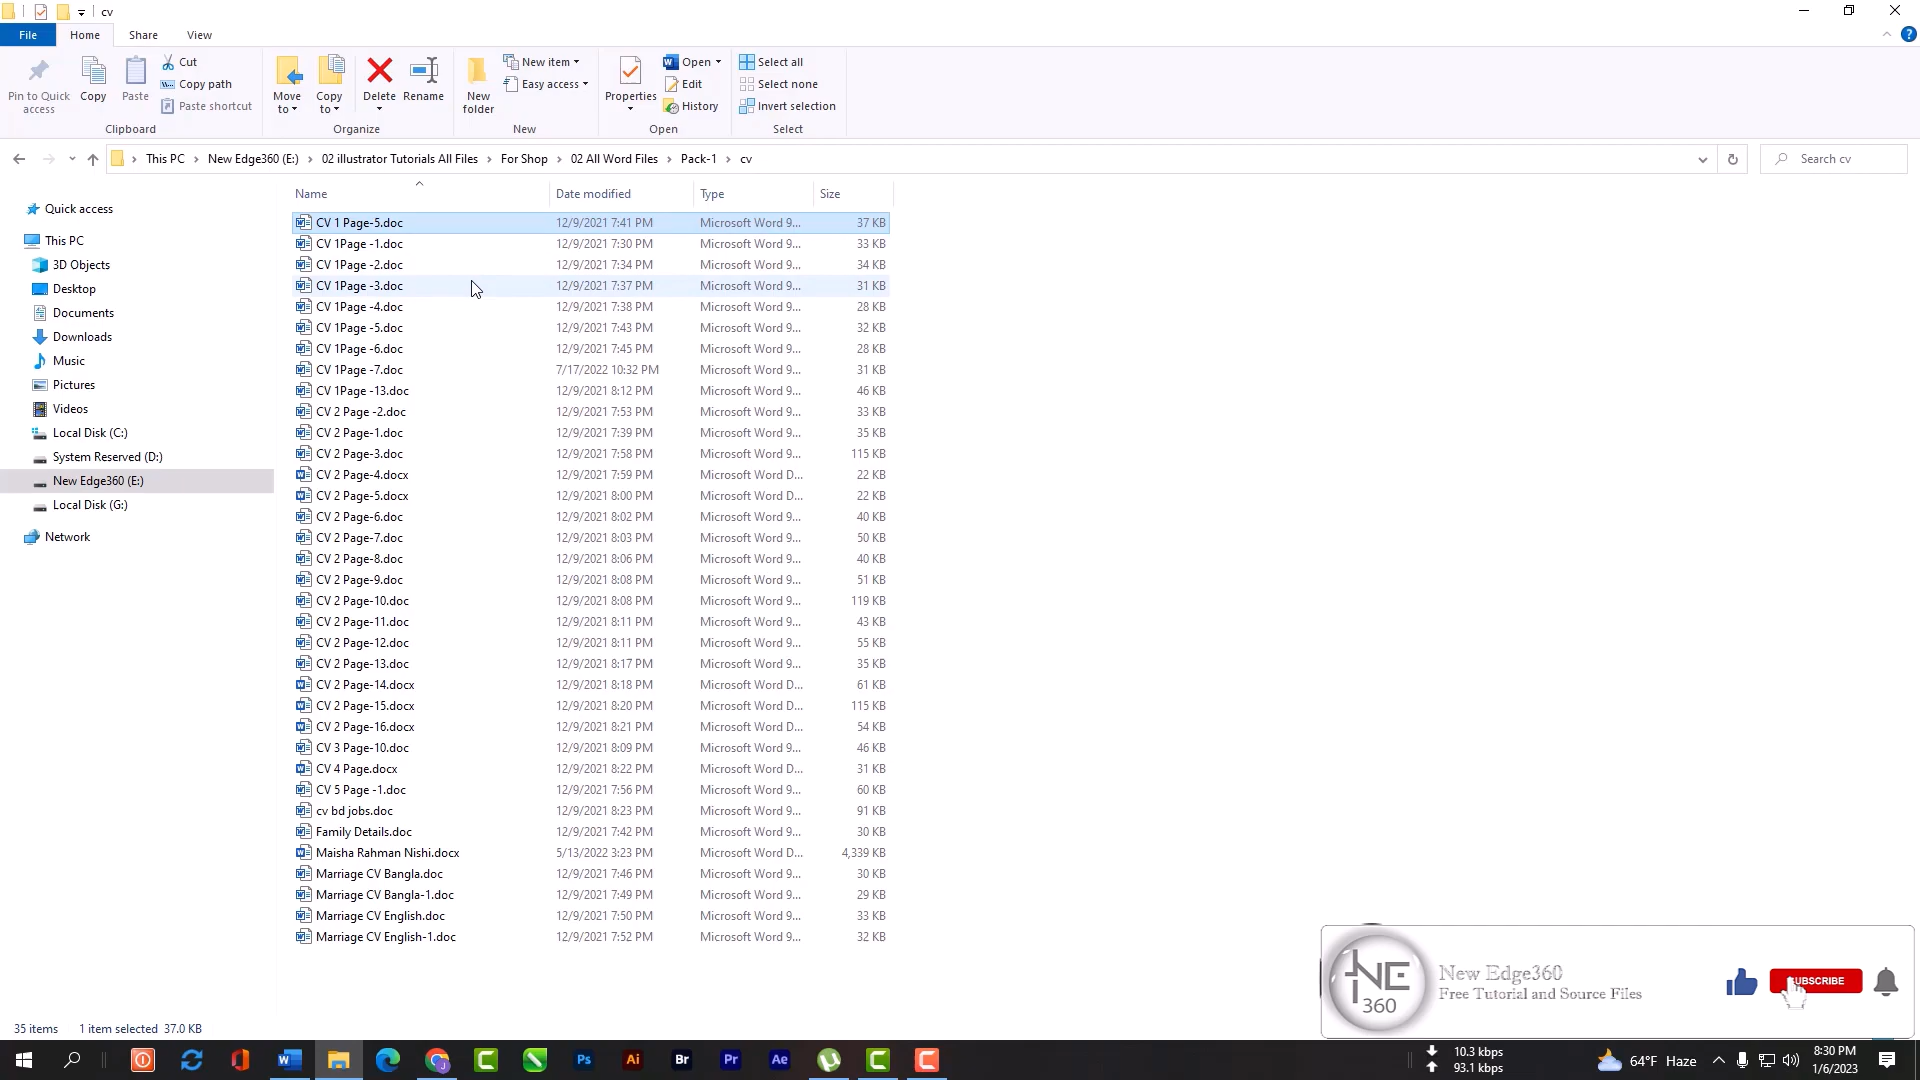 cv
File Home Share View
Pin to Quick access
Copy
Paste
Cut
Copy path
Paste shortcut
Clipboard
Move to
Copy to
Delete
Rename
Organize
New folder
New item
Easy access
New
Properties
Open
Edit
History
Open
Select all
Select none
Invert selection
Select
This PC › New Edge360 (E:) › 02 illustrator Tutorials All Files › For Shop › 02 All Word Files › Pack-1 › cv
Search cv
Quick access
This PC
3D Objects
Desktop
Documents
Downloads
Music
Pictures
Videos
Local Disk (C:)
System Reserved (D:)
New Edge360 (E:)
Local Disk (G:)
Network
Name Date modified Type Size
CV 1 Page-5.doc 12/9/2021 7:41 PM Microsoft Word 9... 37 KB
CV 1Page -1.doc 12/9/2021 7:30 PM Microsoft Word 9... 33 KB
CV 1Page -2.doc 12/9/2021 7:34 PM Microsoft Word 9... 34 KB
CV 1Page -3.doc 12/9/2021 7:37 PM Microsoft Word 9... 31 KB
CV 1Page -4.doc 12/9/2021 7:38 PM Microsoft Word 9... 28 KB
CV 1Page -5.doc 12/9/2021 7:43 PM Microsoft Word 9... 32 KB
CV 1Page -6.doc 12/9/2021 7:45 PM Microsoft Word 9... 28 KB
CV 1Page -7.doc 7/17/2022 10:32 PM Microsoft Word 9... 31 KB
CV 1Page -13.doc 12/9/2021 8:12 PM Microsoft Word 9... 46 KB
CV 2 Page -2.doc 12/9/2021 7:53 PM Microsoft Word 9... 33 KB
CV 2 Page-1.doc 12/9/2021 7:39 PM Microsoft Word 9... 35 KB
CV 2 Page-3.doc 12/9/2021 7:58 PM Microsoft Word 9... 115 KB
CV 2 Page-4.docx 12/9/2021 7:59 PM Microsoft Word D... 22 KB
CV 2 Page-5.docx 12/9/2021 8:00 PM Microsoft Word D... 22 KB
CV 2 Page-6.doc 12/9/2021 8:02 PM Microsoft Word 9... 40 KB
CV 2 Page-7.doc 12/9/2021 8:03 PM Microsoft Word 9... 50 KB
CV 2 Page-8.doc 12/9/2021 8:06 PM Microsoft Word 9... 40 KB
CV 2 Page-9.doc 12/9/2021 8:08 PM Microsoft Word 9... 51 KB
CV 2 Page-10.doc 12/9/2021 8:08 PM Microsoft Word 9... 119 KB
CV 2 Page-11.doc 12/9/2021 8:11 PM Microsoft Word 9... 43 KB
CV 2 Page-12.doc 12/9/2021 8:11 PM Microsoft Word 9... 55 KB
CV 2 Page-13.doc 12/9/2021 8:17 PM Microsoft Word 9... 35 KB
CV 2 Page-14.docx 12/9/2021 8:18 PM Microsoft Word D... 61 KB
CV 2 Page-15.docx 12/9/2021 8:20 PM Microsoft Word D... 115 KB
CV 2 Page-16.docx 12/9/2021 8:21 PM Microsoft Word D... 54 KB
CV 3 Page-10.doc 12/9/2021 8:09 PM Microsoft Word 9... 46 KB
CV 4 Page.docx 12/9/2021 8:22 PM Microsoft Word D... 31 KB
CV 5 Page -1.doc 12/9/2021 7:56 PM Microsoft Word 9... 60 KB
cv bd jobs.doc 12/9/2021 8:23 PM Microsoft Word 9... 91 KB
Family Details.doc 12/9/2021 7:42 PM Microsoft Word 9... 30 KB
Maisha Rahman Nishi.docx 5/13/2022 3:23 PM Microsoft Word D... 4,339 KB
Marriage CV Bangla.doc 12/9/2021 7:46 PM Microsoft Word 9... 30 KB
Marriage CV Bangla-1.doc 12/9/2021 7:49 PM Microsoft Word 9... 29 KB
Marriage CV English.doc 12/9/2021 7:50 PM Microsoft Word 9... 33 KB
Marriage CV English-1.doc 12/9/2021 7:52 PM Microsoft Word 9... 32 KB
NE
360
New Edge360
Free Tutorial and Source Files
SUBSCRIBE
35 items 1 item selected 37.0 KB
Ps Ai Br Pr Ae
10.3 kbps
93.1 kbps
64°F Haze
8:30 PM
1/6/2023